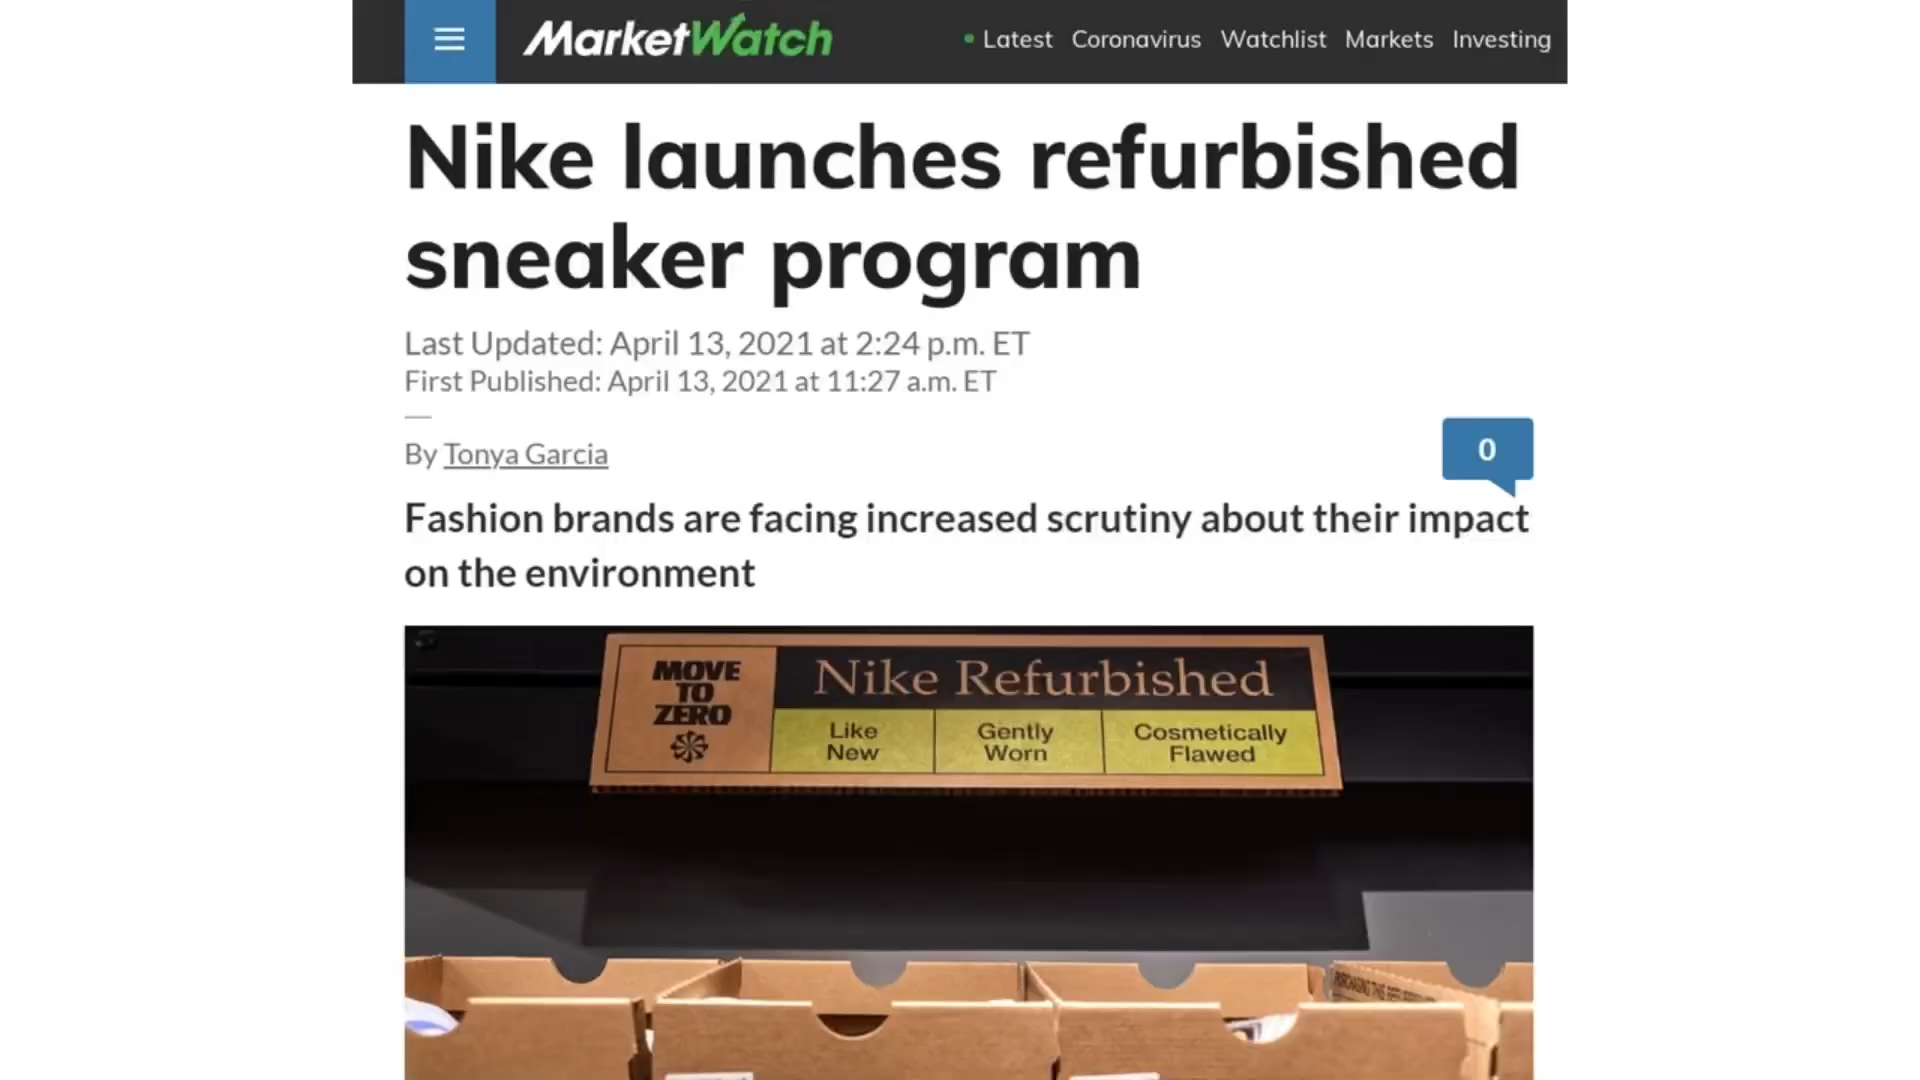 MarketWatch
Latest Coronavirus Watchlist Markets Investing
Nike launches refurbished
sneaker program
Last Updated: April 13, 2021 at 2:24 p.m. ET
First Published: April 13, 2021 at 11:27 a.m. ET
By Tonya Garcia
0
Fashion brands are facing increased scrutiny about their impact
on the environment
MOVE
TO
ZERO
Nike Refurbished
Like
New
Gently
Worn
Cosmetically
Flawed